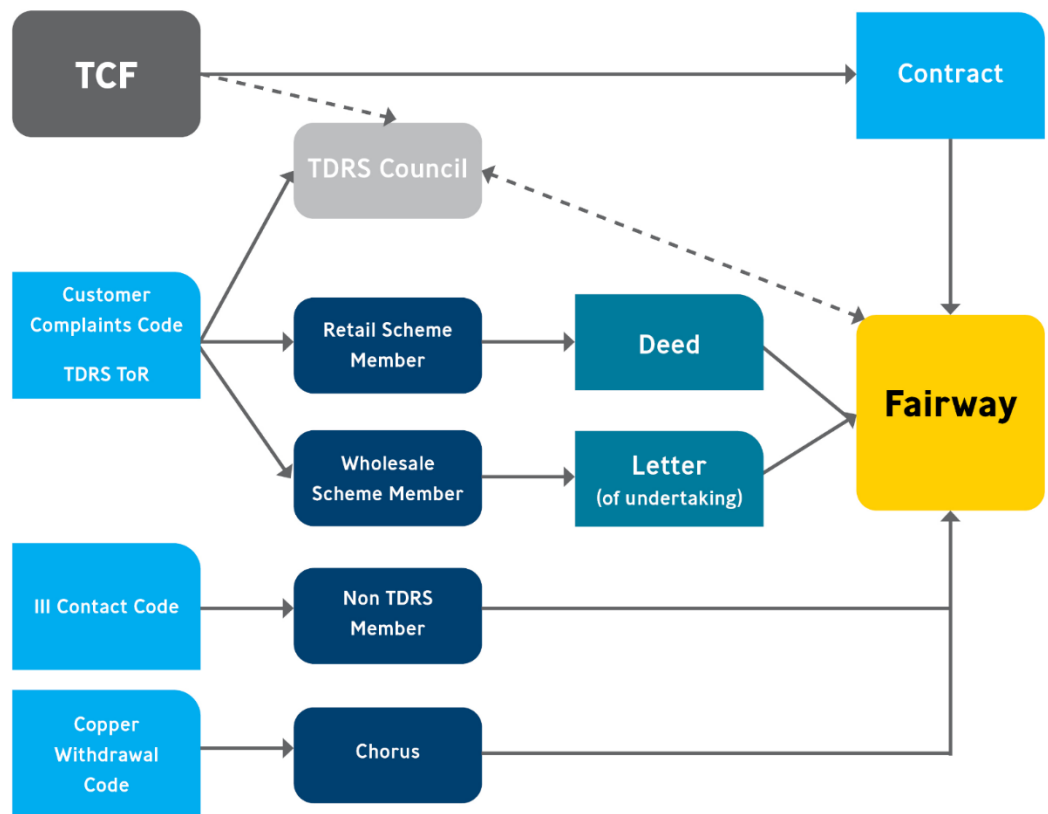 TCF
Contract
TDRS Council
Customer
Complaints Code
TDRS ToR
Retail Scheme
Member
Deed
Fairway
Wholesale
Scheme Member
Letter
(of undertaking)
III Contact Code
Non TDRS
Member
Copper
Withdrawal
Code
Chorus